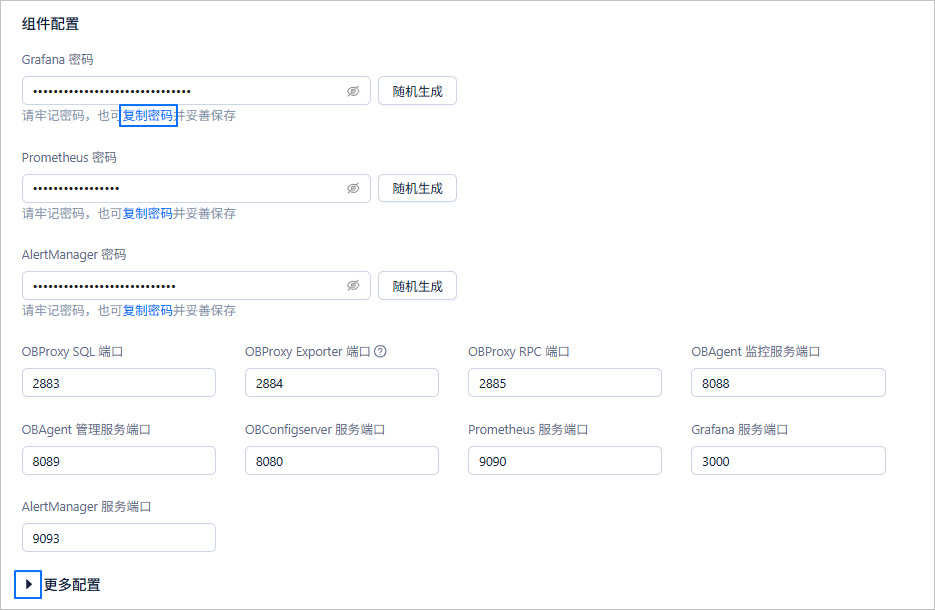 组件配置
Grafana 密码
•••••••••••••••••••••••••••••••
随机生成
请牢记密码，也可复制密码并妥善保存
Prometheus 密码
•••••••••••••••••
随机生成
请牢记密码，也可复制密码并妥善保存
AlertManager 密码
••••••••••••••••••••••••••••
随机生成
请牢记密码，也可复制密码并妥善保存
OBProxy SQL 端口 OBProxy Exporter 端口 OBProxy RPC 端口 OBAgent 监控服务端口
2883 2884 2885 8088
OBAgent 管理服务端口 OBConfigserver 服务端口 Prometheus 服务端口 Grafana 服务端口
8089 8080 9090 3000
AlertManager 服务端口
9093
更多配置